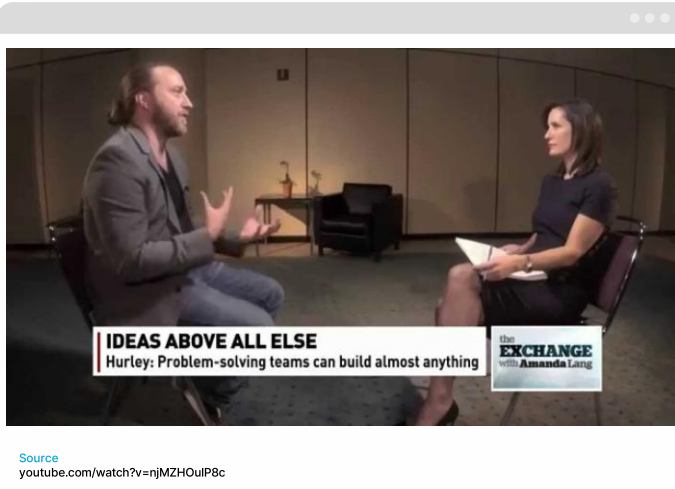 IDEAS ABOVE ALL ELSE
Hurley: Problem-solving teams can build almost anything
the
EXCHANGE
with Amanda Lang
Source
youtube.com/watch?v=njMZHOulP8c